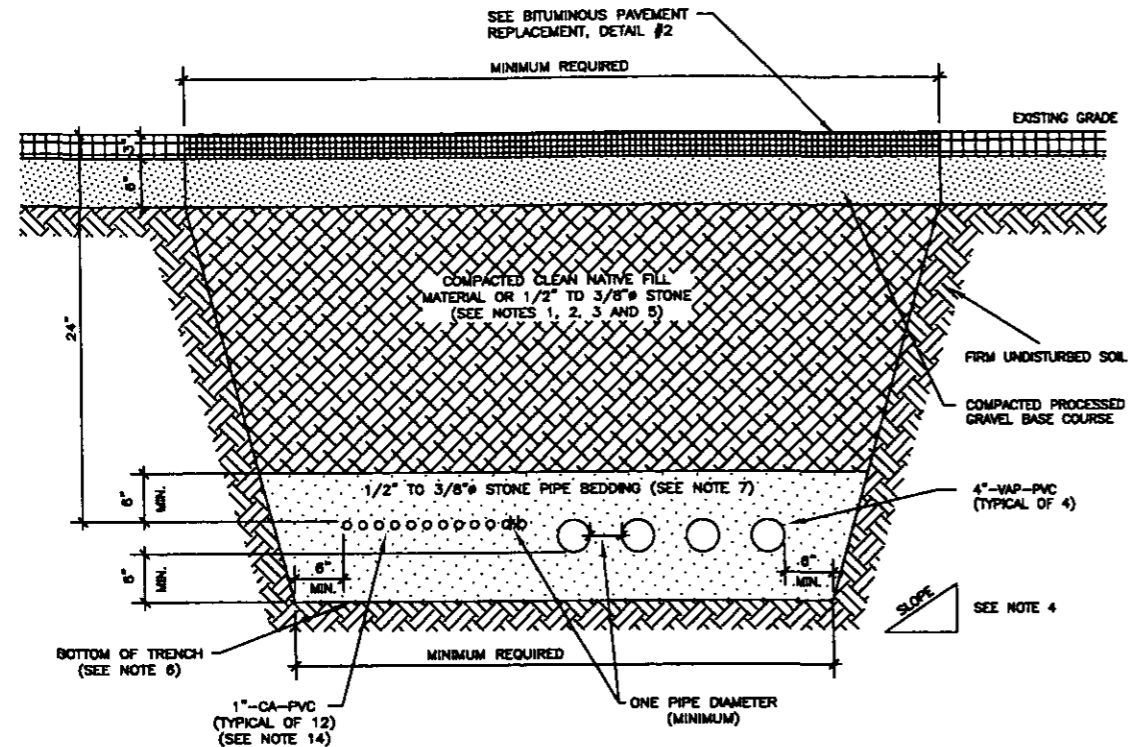 SEE BITUMINOUS PAVEMENT
REPLACEMENT, DETAIL #2
MINIMUM REQUIRED
EXISTING GRADE
3"
6"
24"
COMPACTED CLEAN NATIVE FILL
MATERIAL OR 1/2" TO 3/8"ø STONE
(SEE NOTES 1, 2, 3 AND 5)
FIRM UNDISTURBED SOIL
COMPACTED PROCESSED
GRAVEL BASE COURSE
6"
MIN.
1/2" TO 3/8"ø STONE PIPE BEDDING (SEE NOTE 7)
4"-VAP-PVC
(TYPICAL OF 4)
6"
MIN.
6"
MIN.
6"
MIN.
SLOPE
SEE NOTE 4
BOTTOM OF TRENCH
(SEE NOTE 6)
MINIMUM REQUIRED
1"-CA-PVC
(TYPICAL OF 12)
(SEE NOTE 14)
ONE PIPE DIAMETER
(MINIMUM)